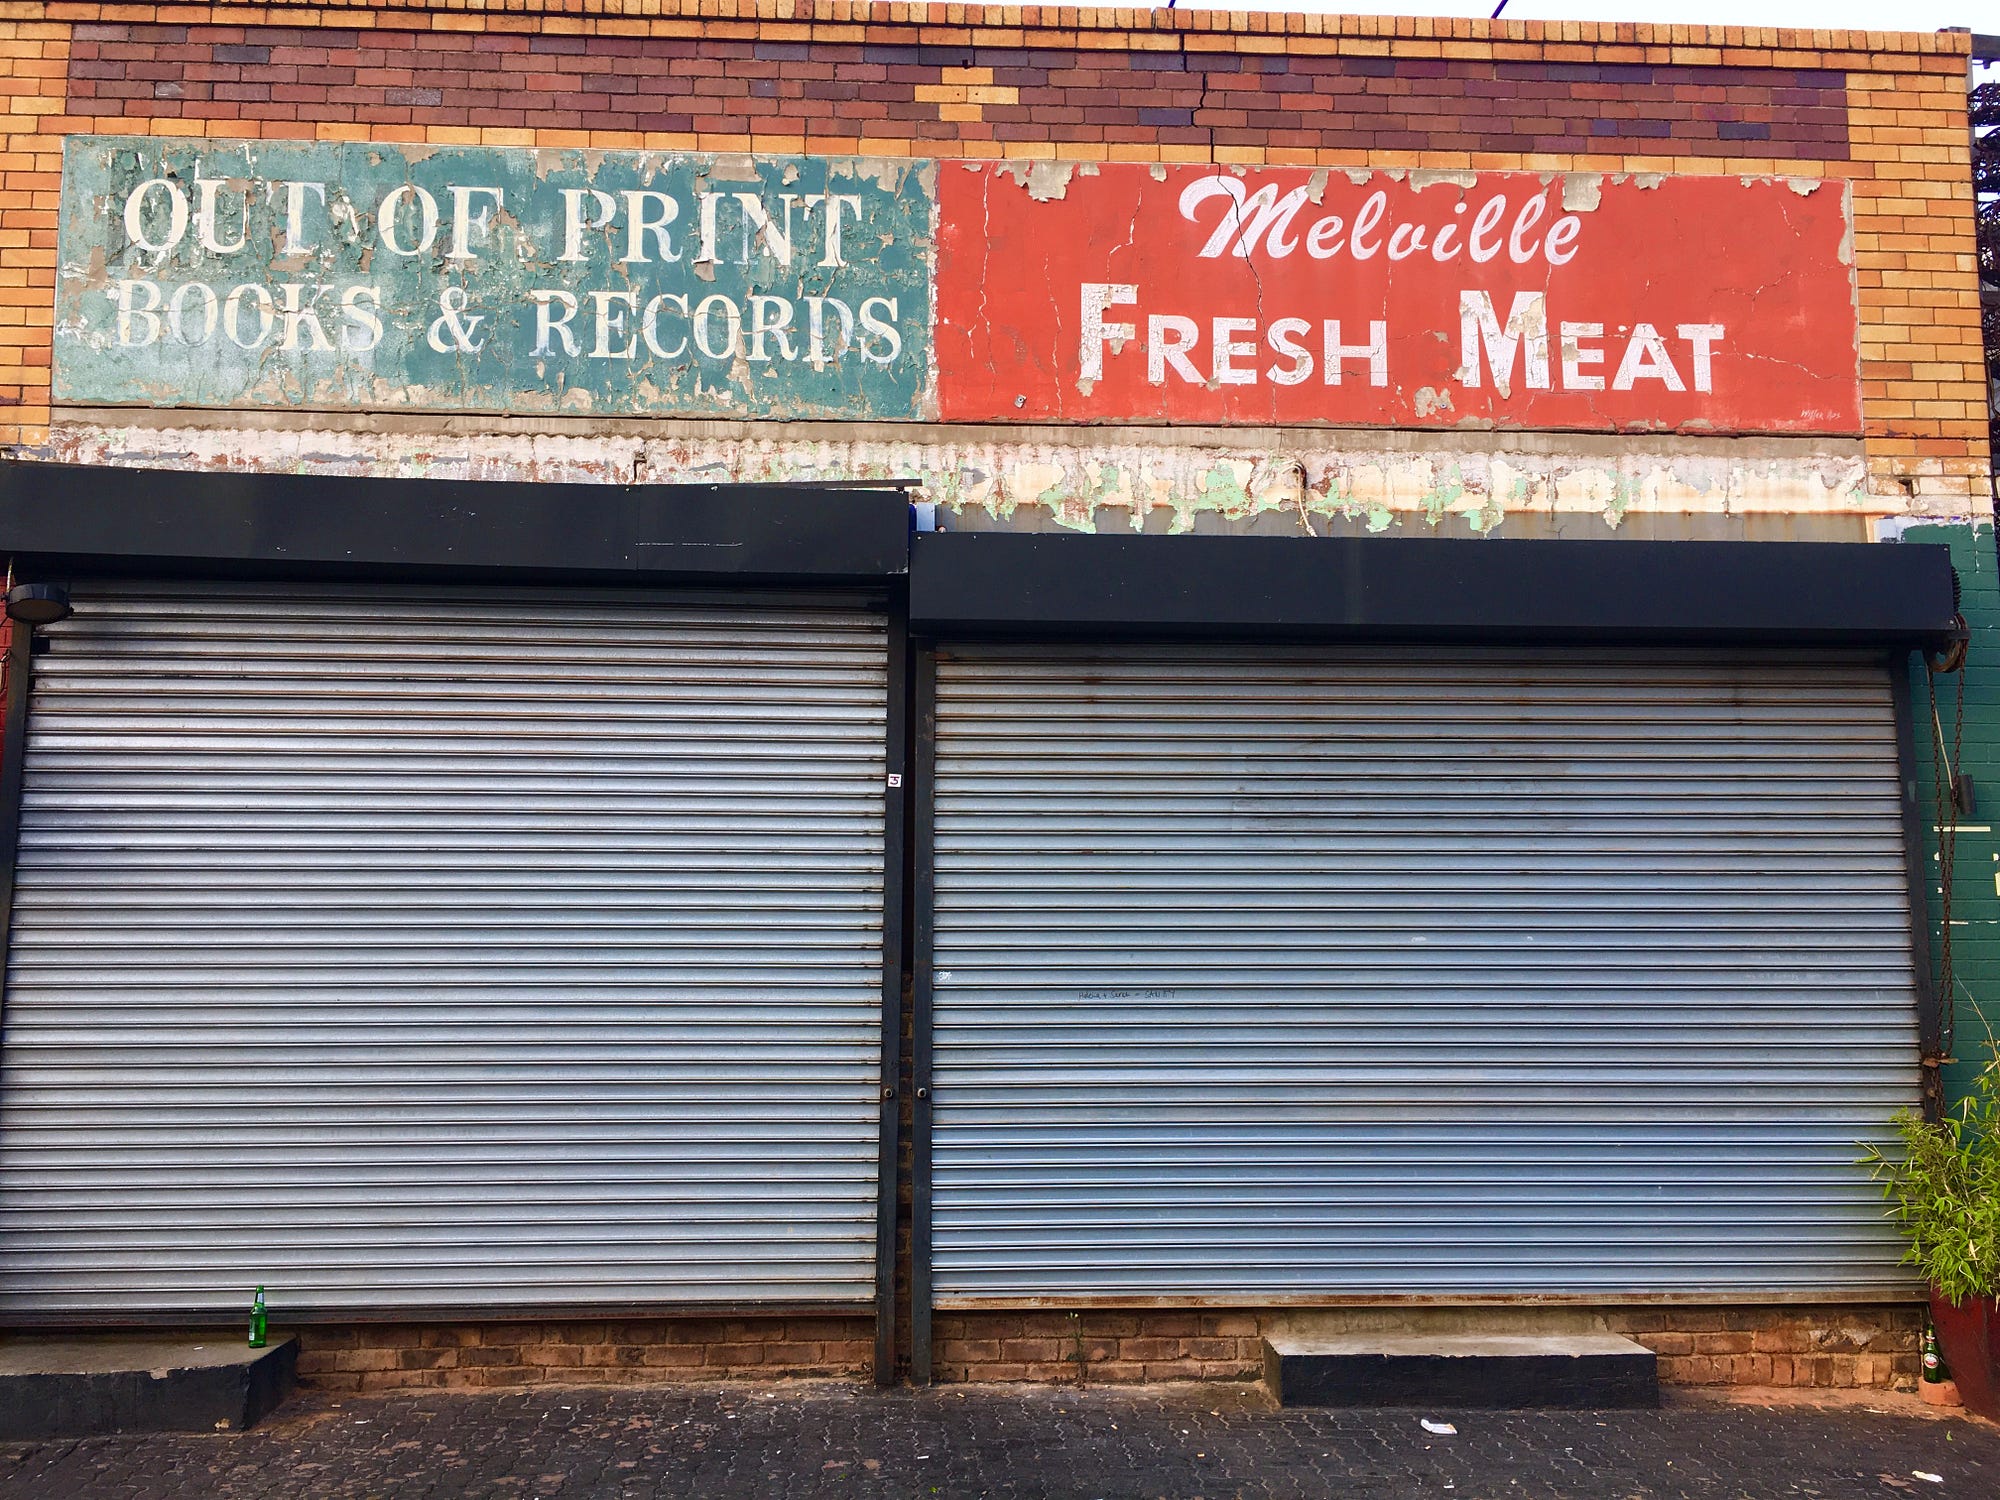 OUT OF PRINT
BOOKS & RECORDS
Melville
FRESH MEAT